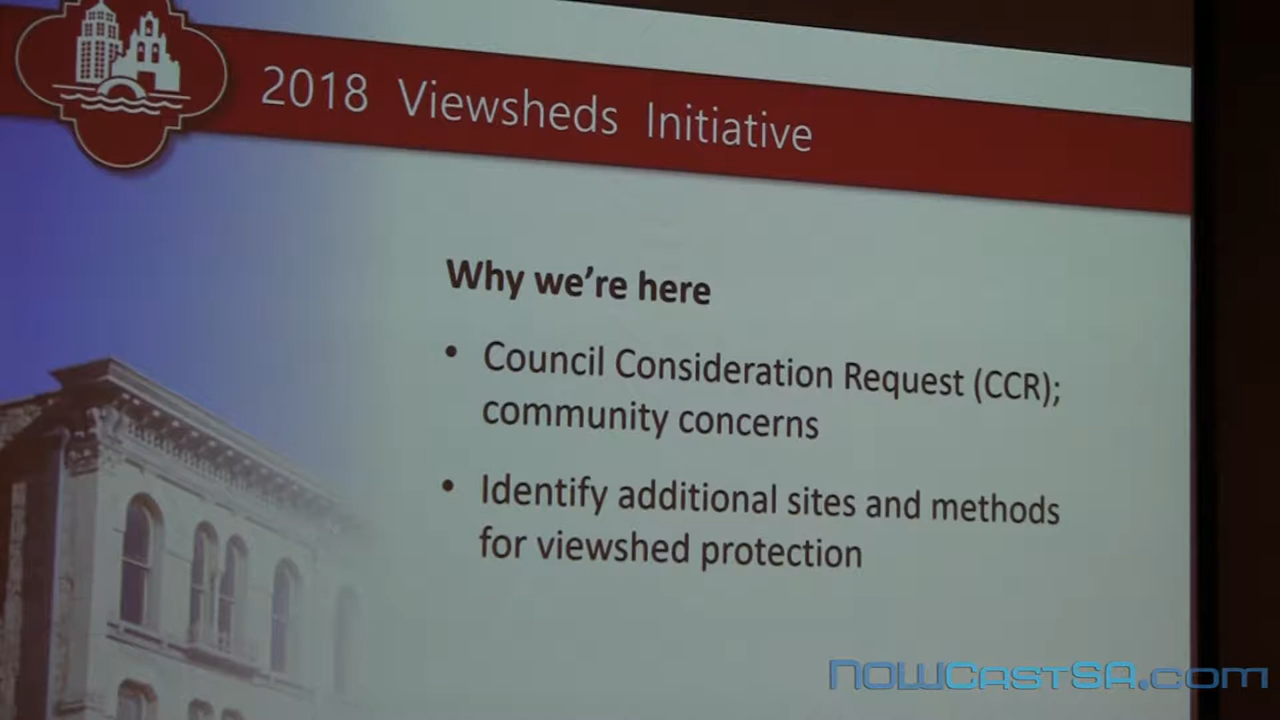 2018 Viewsheds Initiative
Why we're here
• Council Consideration Request (CCR);
community concerns
• Identify additional sites and methods
for viewshed protection
NOWCastSA.com